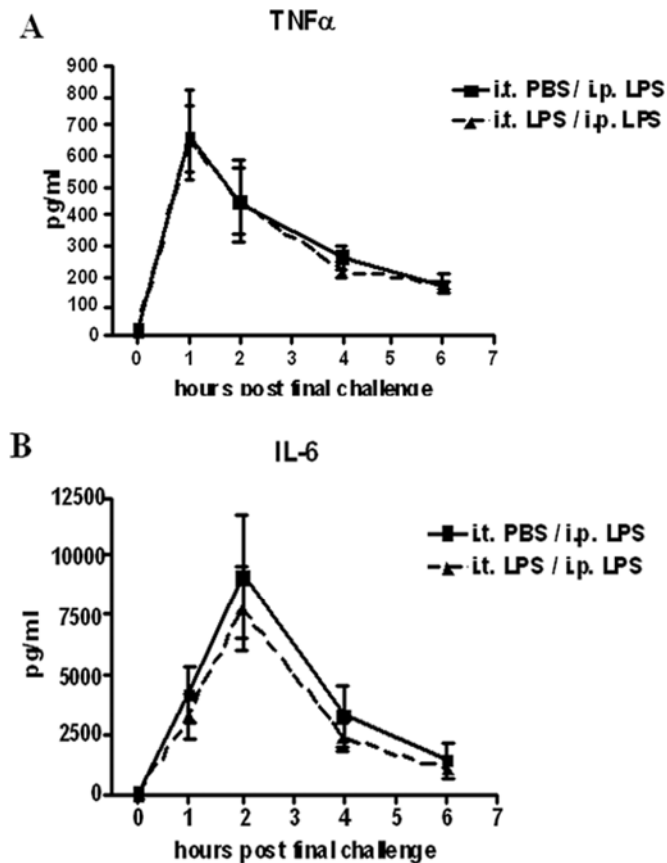 A
TNFα
900
800
700
600
500
400
300
200
100
0
pg/ml
i.t. PBS / i.p. LPS
i.t. LPS / i.p. LPS
0 1 2 3 4 5 6 7
hours post final challenge
B
IL-6
12500
10000
7500
5000
2500
0
pg/ml
i.t. PBS / i.p. LPS
i.t. LPS / i.p. LPS
0 1 2 3 4 5 6 7
hours post final challenge